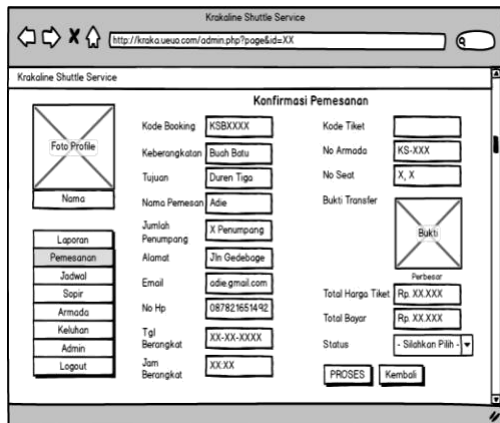 Krakaline Shuttle Service
http://kraka.ueuo.com/admin.php?page&id=XX
Krakaline Shuttle Service
Konfirmasi Pemesanan
Foto Profile
Nama
Laporan
Pemesanan
Jadwal
Sopir
Armada
Keluhan
Admin
Logout
Kode Booking KSBXXXX
Keberangkatan Buah Batu
Tujuan Duren Tiga
Nama Pemesan Adie
Jumlah
Penumpang X Penumpang
Alamat Jln Gedebage
Email adie.gmail.com
No Hp 087821651492
Tgl
Berangkat XX-XX-XXXX
Jam
Berangkat XX:XX
Kode Tiket
No Armada KS-XXX
No Seat X, X
Bukti Transfer
Bukti
Perbesar
Total Harga Tiket Rp. XX.XXX
Total Bayar Rp. XX.XXX
Status - Silahkan Pilih -
PROSES Kembali